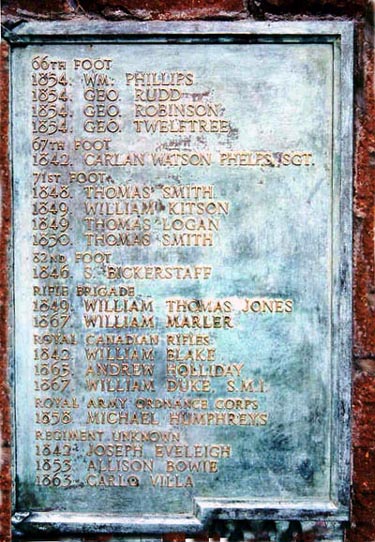 66TH FOOT
1854. WM. PHILLIPS
1854. GEO. RUDD
1854. GEO. ROBINSON
1854. GEO. TWELFTREE
67TH FOOT
1842. CARLAN WATSON PHELPS, SGT.
71ST FOOT
1848. THOMAS SMITH
1849. WILLIAM KITSON
1849. THOMAS LOGAN
1850. THOMAS SMITH
82ND FOOT
1846. S. BICKERSTAFF
RIFLE BRIGADE
1849. WILLIAM THOMAS JONES
1867. WILLIAM MARLER
ROYAL CANADIAN RIFLES
1842. WILLIAM BLAKE
1865. ANDREW HOLLIDAY
1867. WILLIAM DUKE, S.M.I.
ROYAL ARMY ORDNANCE CORPS
1858. MICHAEL HUMPHREYS
REGIMENT UNKNOWN
1842. JOSEPH EVELEIGH
1855. ALLISON BOWIE
1863. CARLO VILLA